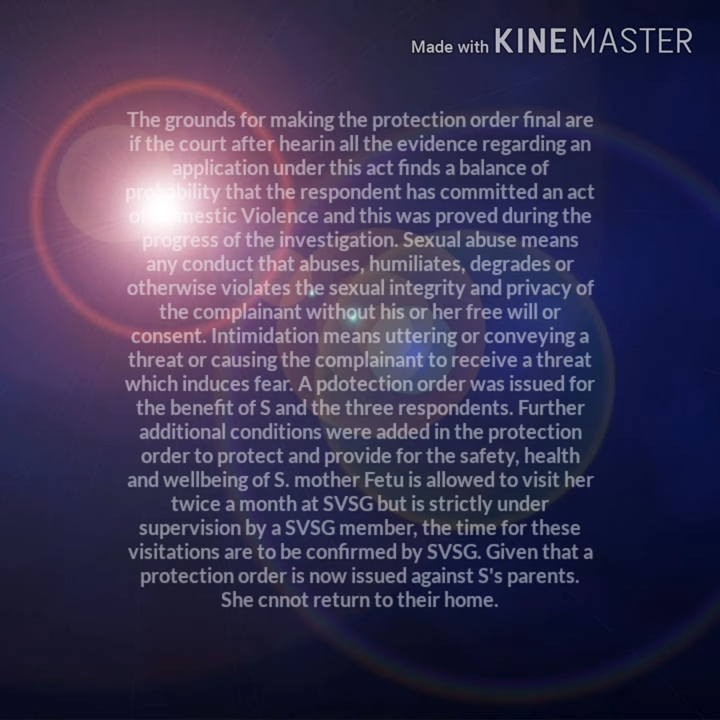 Made with KINEMASTER
The grounds for making the protection order final are
if the court after hearin all the evidence regarding an
application under this act finds a balance of
probability that the respondent has committed an act
of Domestic Violence and this was proved during the
progress of the investigation. Sexual abuse means
any conduct that abuses, humiliates, degrades or
otherwise violates the sexual integrity and privacy of
the complainant without his or her free will or
consent. Intimidation means uttering or conveying a
threat or causing the complainant to receive a threat
which induces fear. A pdotection order was issued for
the benefit of S and the three respondents. Further
additional conditions were added in the protection
order to protect and provide for the safety, health
and wellbeing of S. mother Fetu is allowed to visit her
twice a month at SVSG but is strictly under
supervision by a SVSG member, the time for these
visitations are to be confirmed by SVSG. Given that a
protection order is now issued against S's parents.
She cnnot return to their home.